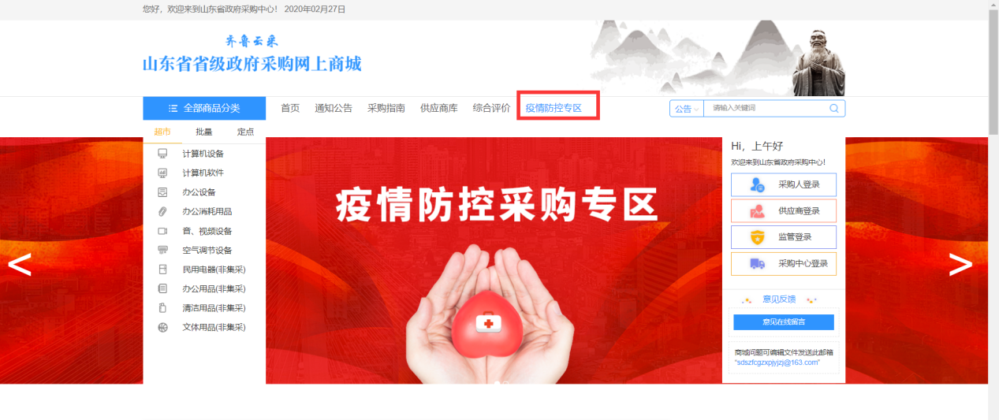 您好，欢迎来到山东省政府采购中心！ 2020年02月27日
齐鲁云采
山东省省级政府采购网上商城
全部商品分类 首页 通知公告 采购指南 供应商库 综合评价 疫情防控专区 公告 请输入关键词
超市 批量 定点
计算机设备
计算机软件
办公设备
办公消耗用品
音、视频设备
空气调节设备
民用电器(非集采)
办公用品(非集采)
清洁用品(非集采)
文体用品(非集采)
疫情防控采购专区
Hi，上午好
欢迎来到山东省政府采购中心！
采购人登录
供应商登录
监管登录
采购中心登录
意见反馈
意见在线留言
商城问题可编辑文件发送此邮箱
"sdszfcgzxpjyjzj@163.com"